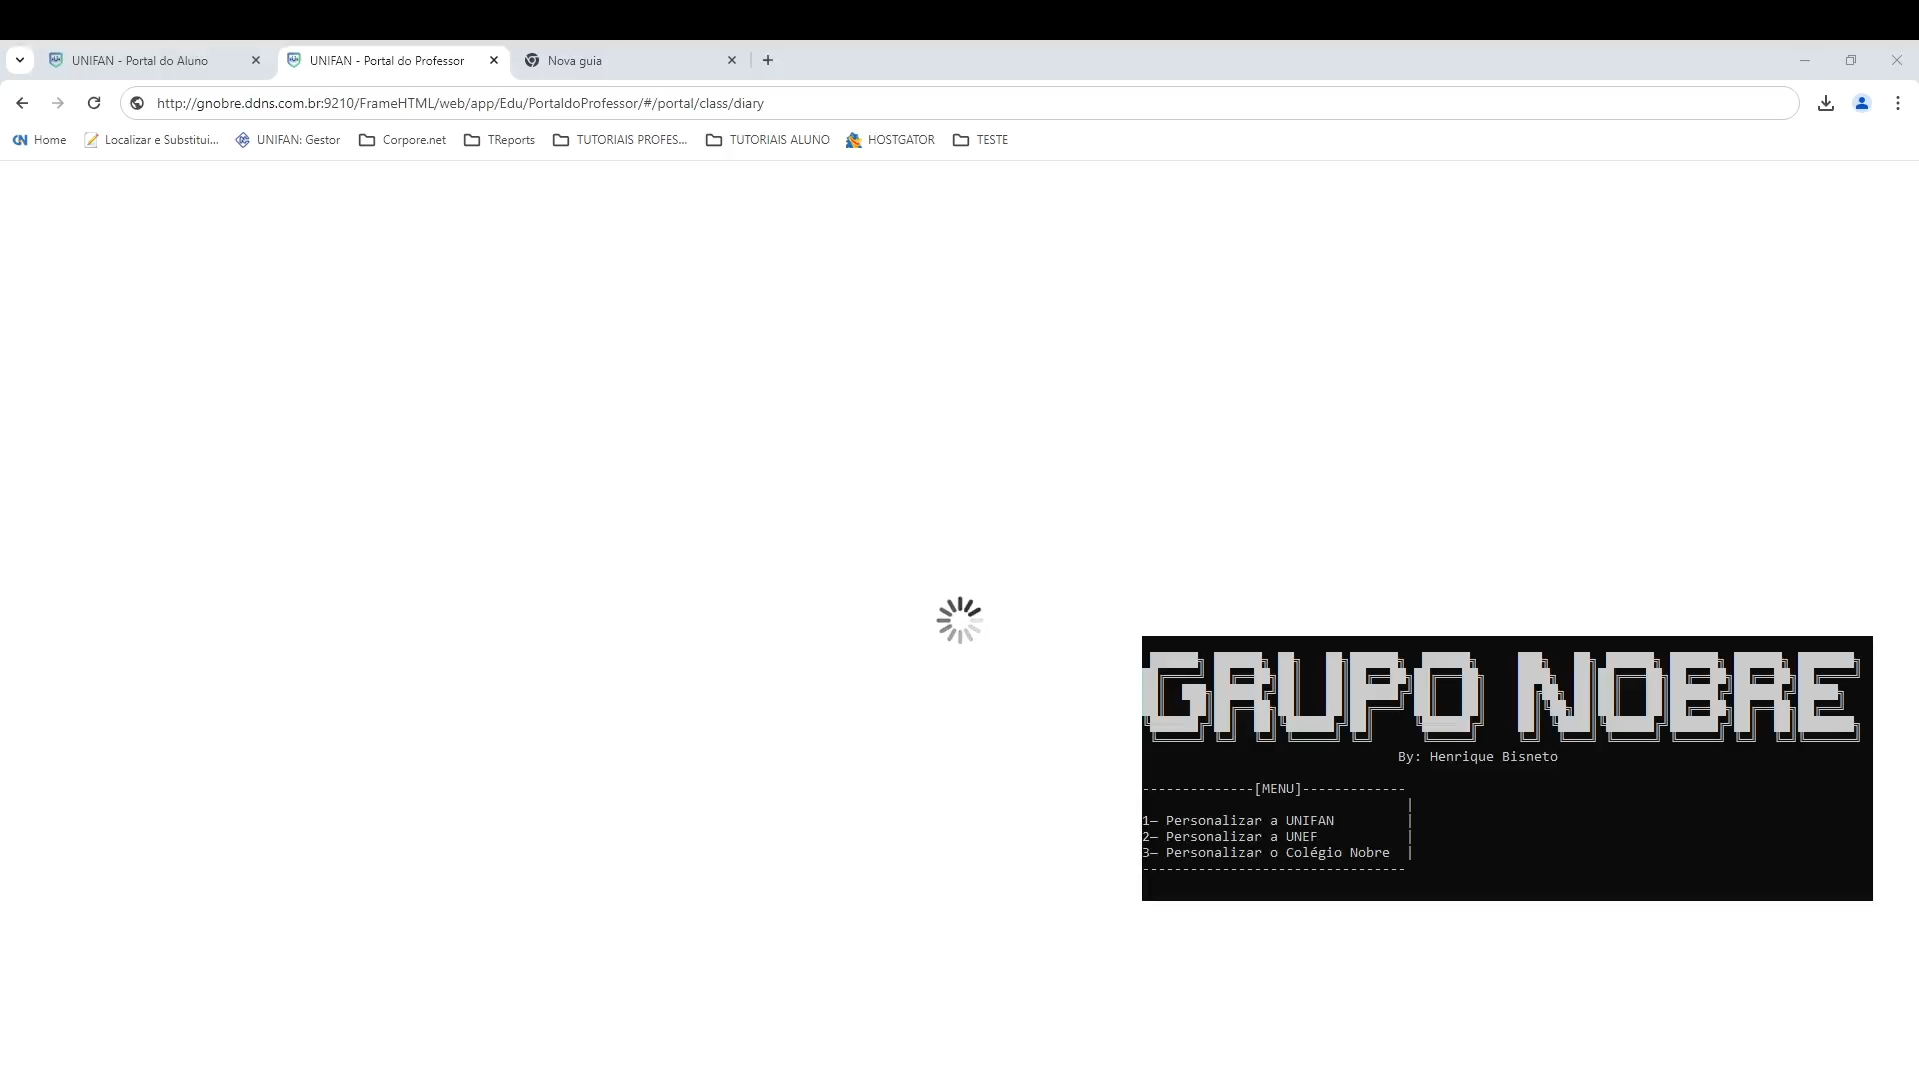 UNIFAN - Portal do Aluno
UNIFAN - Portal do Professor
Nova guia
http://gnobre.ddns.com.br:9210/FrameHTML/web/app/Edu/PortaldoProfessor/#/portal/class/diary
CN Home
Localizar e Substitui...
UNIFAN: Gestor
Corpore.net
TReports
TUTORIAIS PROFES...
TUTORIAIS ALUNO
HOSTGATOR
TESTE
GRUPO NOBRE
By: Henrique Bisneto
--------------[MENU]-------------
|
1— Personalizar a UNIFAN |
2— Personalizar a UNEF |
3— Personalizar o Colégio Nobre |
---------------------------------